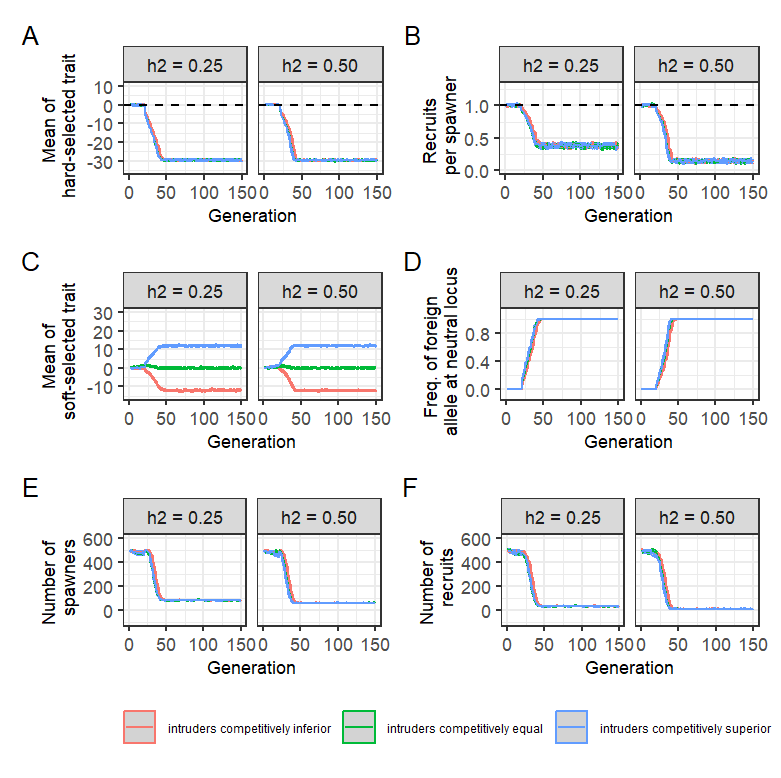 A
Mean of
hard-selected trait
h2 = 0.25
h2 = 0.50
10
0
-10
-20
-30
0 50 100 150
0 50 100 150
Generation
B
Recruits
per spawner
h2 = 0.25
h2 = 0.50
1.0
0.5
0.0
0 50 100 150
0 50 100 150
Generation
C
Mean of
soft-selected trait
h2 = 0.25
h2 = 0.50
30
20
10
0
-10
0 50 100 150
0 50 100 150
Generation
D
Freq. of foreign
allele at neutral locus
h2 = 0.25
h2 = 0.50
0.8
0.4
0.0
0 50 100 150
0 50 100 150
Generation
E
Number of
spawners
h2 = 0.25
h2 = 0.50
600
400
200
0
0 50 100 150
0 50 100 150
Generation
F
Number of
recruits
h2 = 0.25
h2 = 0.50
600
400
200
0
0 50 100 150
0 50 100 150
Generation
intruders competitively inferior
intruders competitively equal
intruders competitively superior